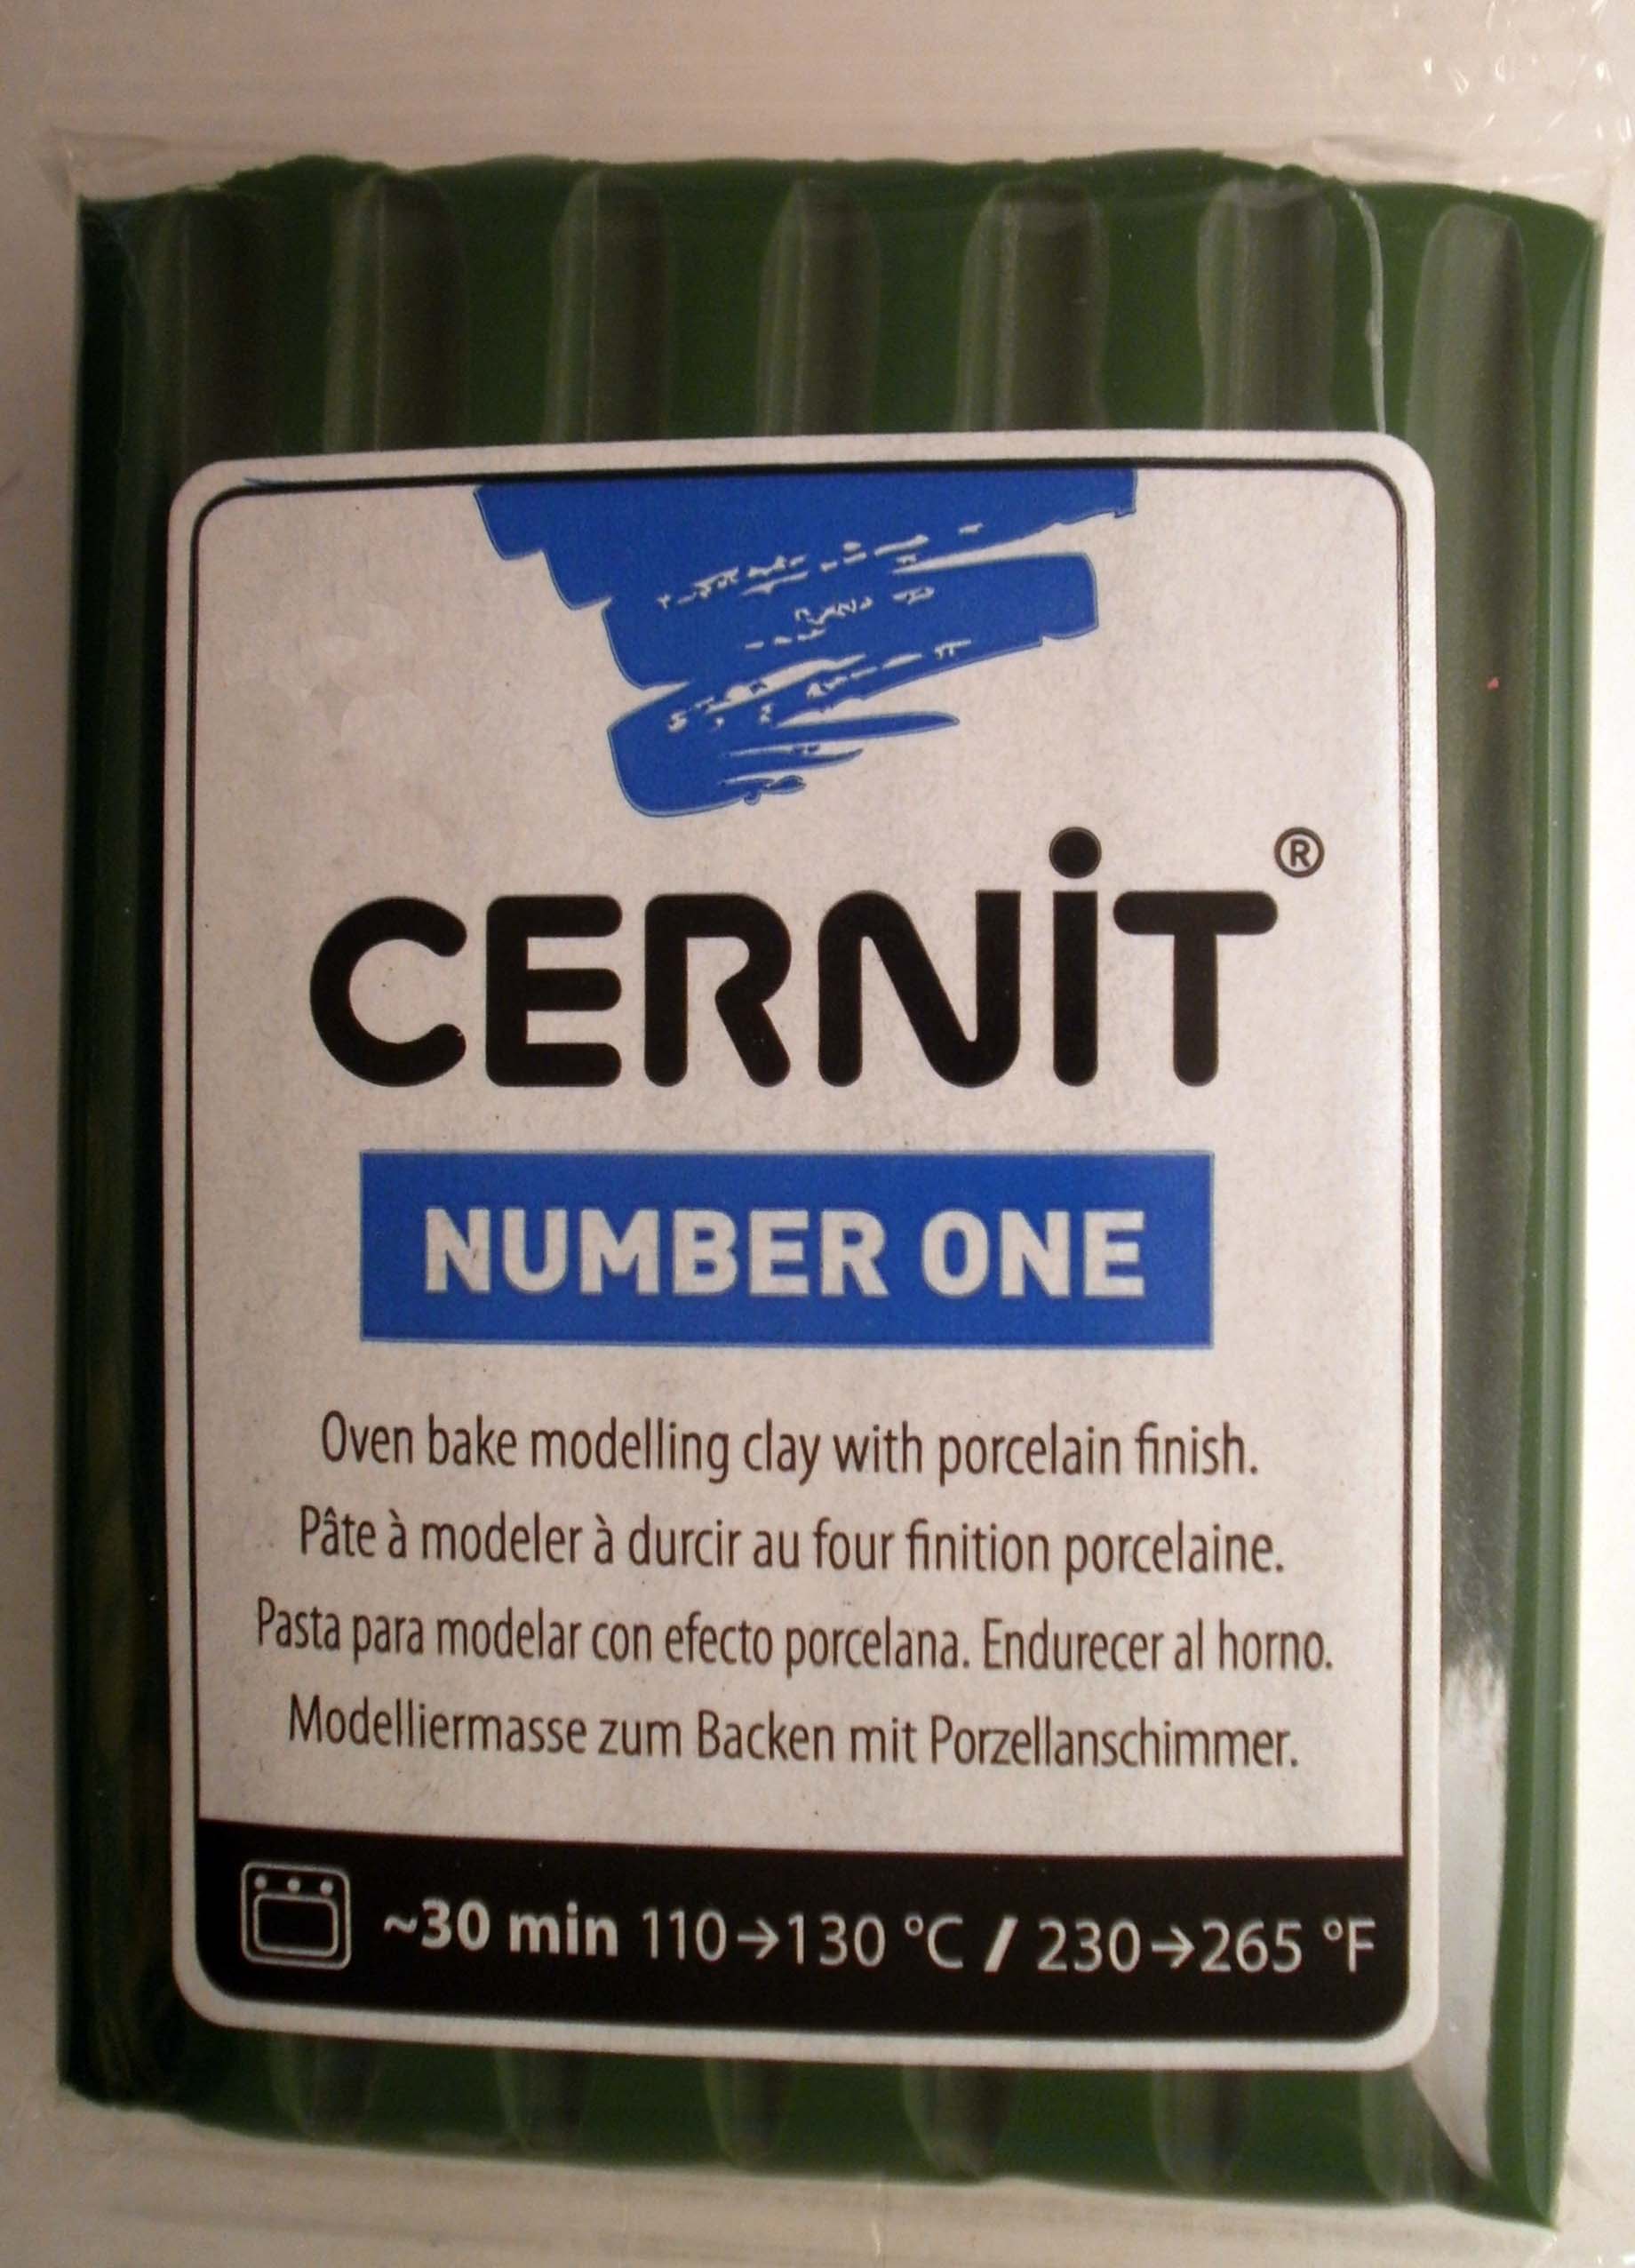 CERNiT®
NUMBER ONE
Oven bake modelling clay with porcelain finish.
Pâte à modeler à durcir au four finition porcelaine.
Pasta para modelar con efecto porcelana. Endurecer al horno.
Modelliermasse zum Backen mit Porzellanschimmer.
~30 min 110→130 °C / 230→265 °F